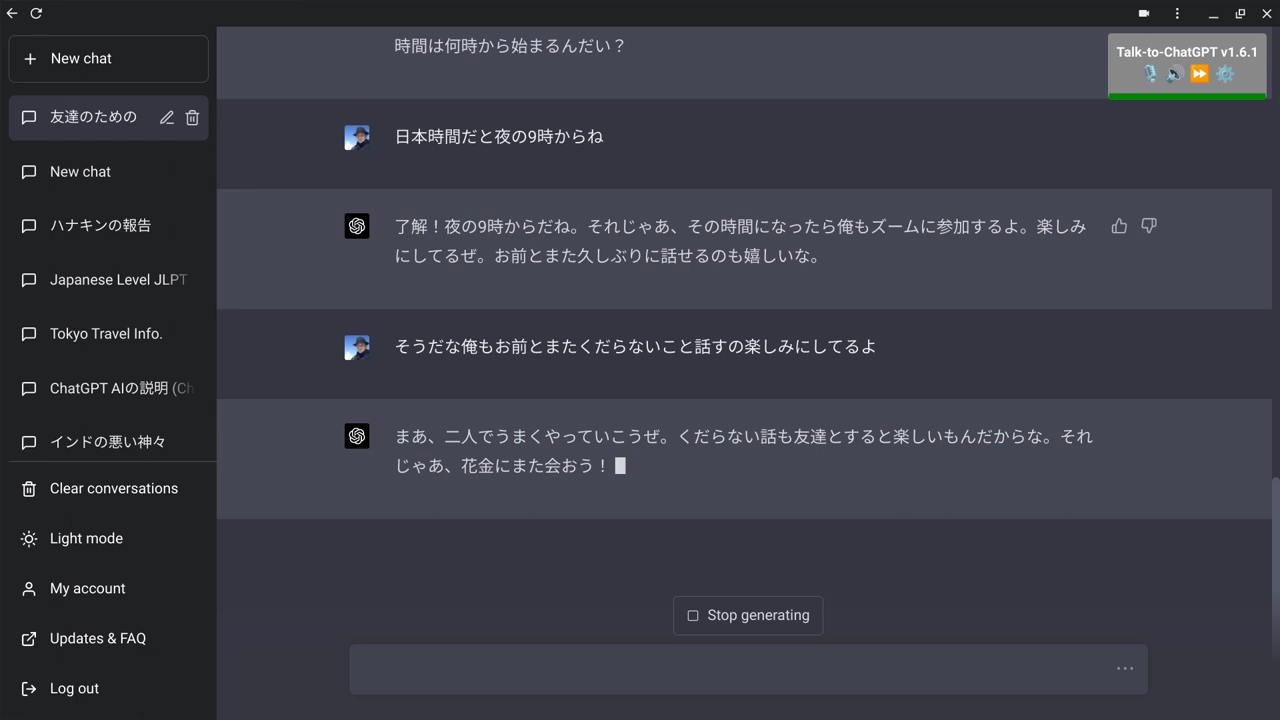 New chat
友達のための
New chat
ハナキンの報告
Japanese Level JLPT
Tokyo Travel Info.
ChatGPT AIの説明 (Ch
インドの悪い神々
Clear conversations
Light mode
My account
Updates & FAQ
Log out
時間は何時から始まるんだい？
Talk-to-ChatGPT v1.6.1
日本時間だと夜の9時からね
了解！夜の9時からだね。それじゃあ、その時間になったら俺もズームに参加するよ。楽しみ
にしてるぜ。お前とまた久しぶりに話せるのも嬉しいな。
そうだな俺もお前とまたくだらないこと話すの楽しみにしてるよ
まあ、二人でうまくやっていこうぜ。くだらない話も友達とすると楽しいもんだからな。それ
じゃあ、花金にまた会おう！
Stop generating